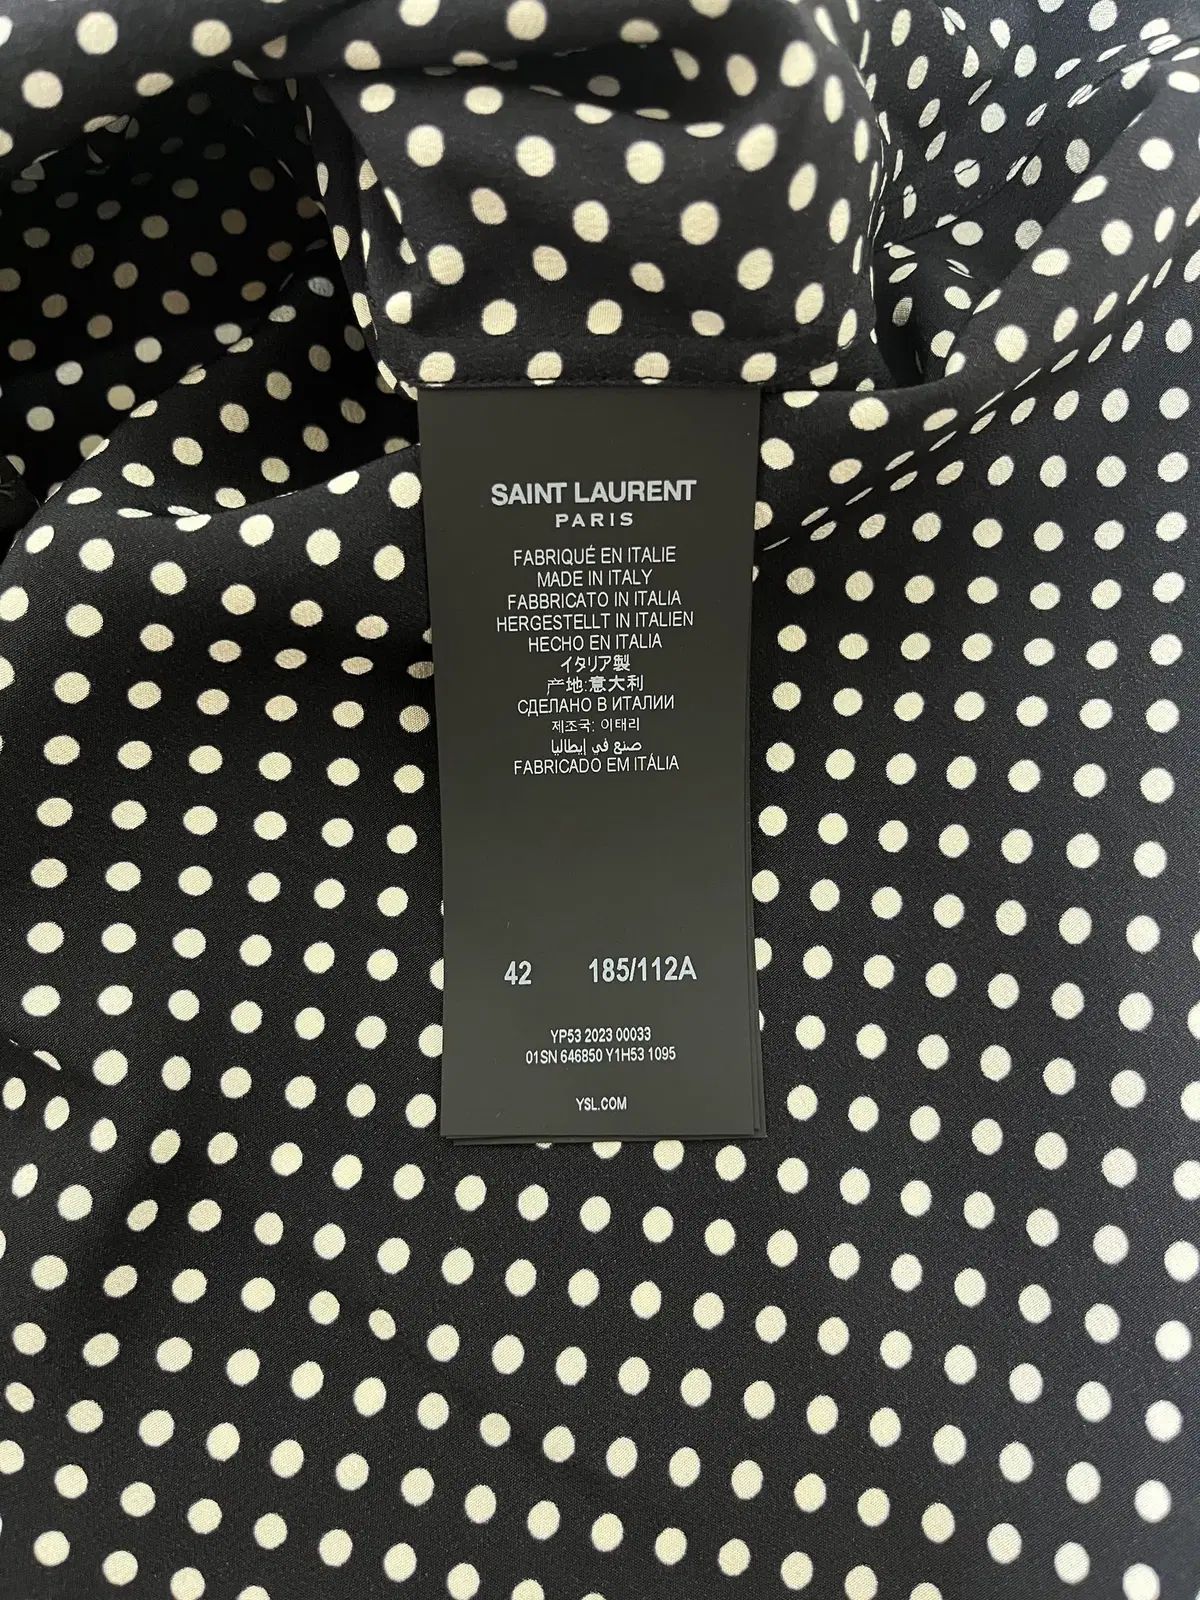 SAINT LAURENT
PARIS
FABRIQUÉ EN ITALIE
MADE IN ITALY
FABBRICATO IN ITALIA
HERGESTELLT IN ITALIEN
HECHO EN ITALIA
イタリア製
产地:意大利
СДЕЛАНО В ИТАЛИИ
제조국: 이태리
صنع في إيطاليا
FABRICADO EM ITÁLIA
42 185/112A
YP53 2023 00033
01SN 646850 Y1H53 1095
YSL.COM